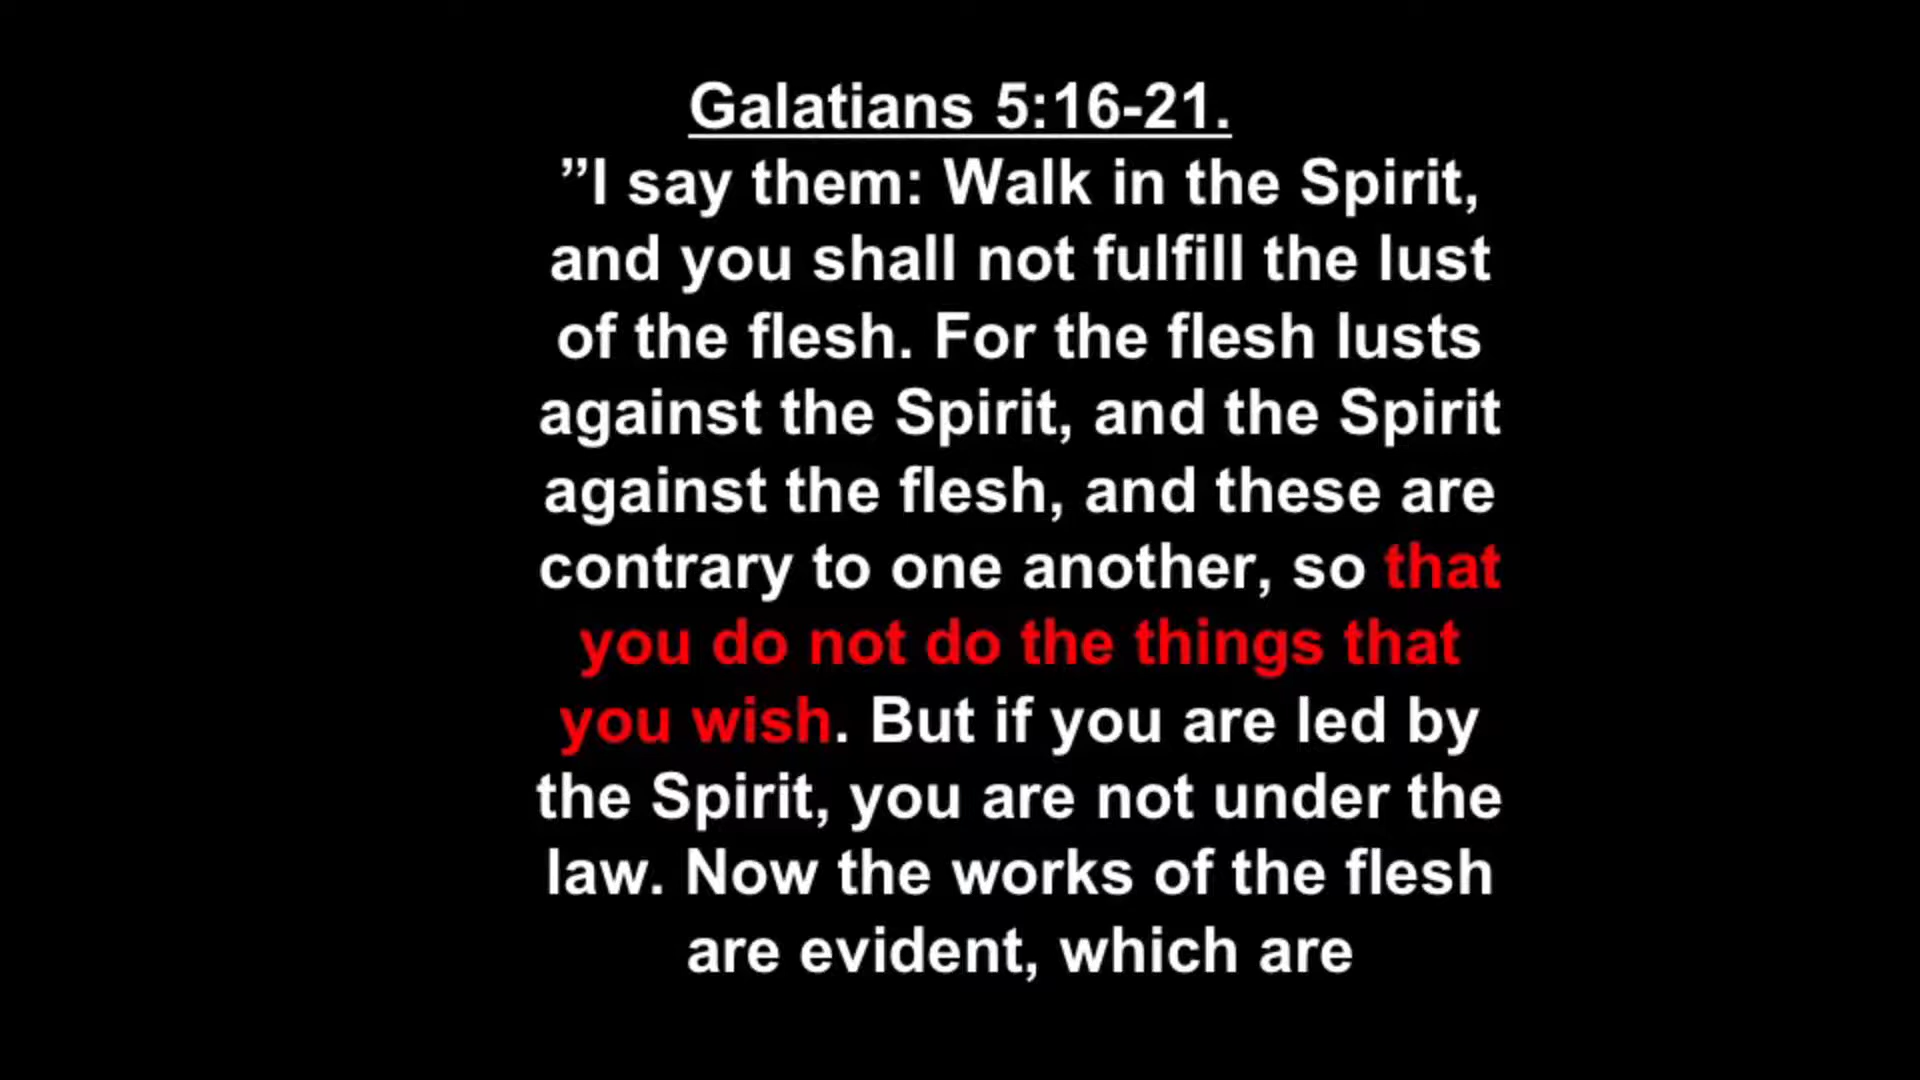 Galatians 5:16-21.
”I say them: Walk in the Spirit,
and you shall not fulfill the lust
of the flesh. For the flesh lusts
against the Spirit, and the Spirit
against the flesh, and these are
contrary to one another, so that
you do not do the things that
you wish. But if you are led by
the Spirit, you are not under the
law. Now the works of the flesh
are evident, which are